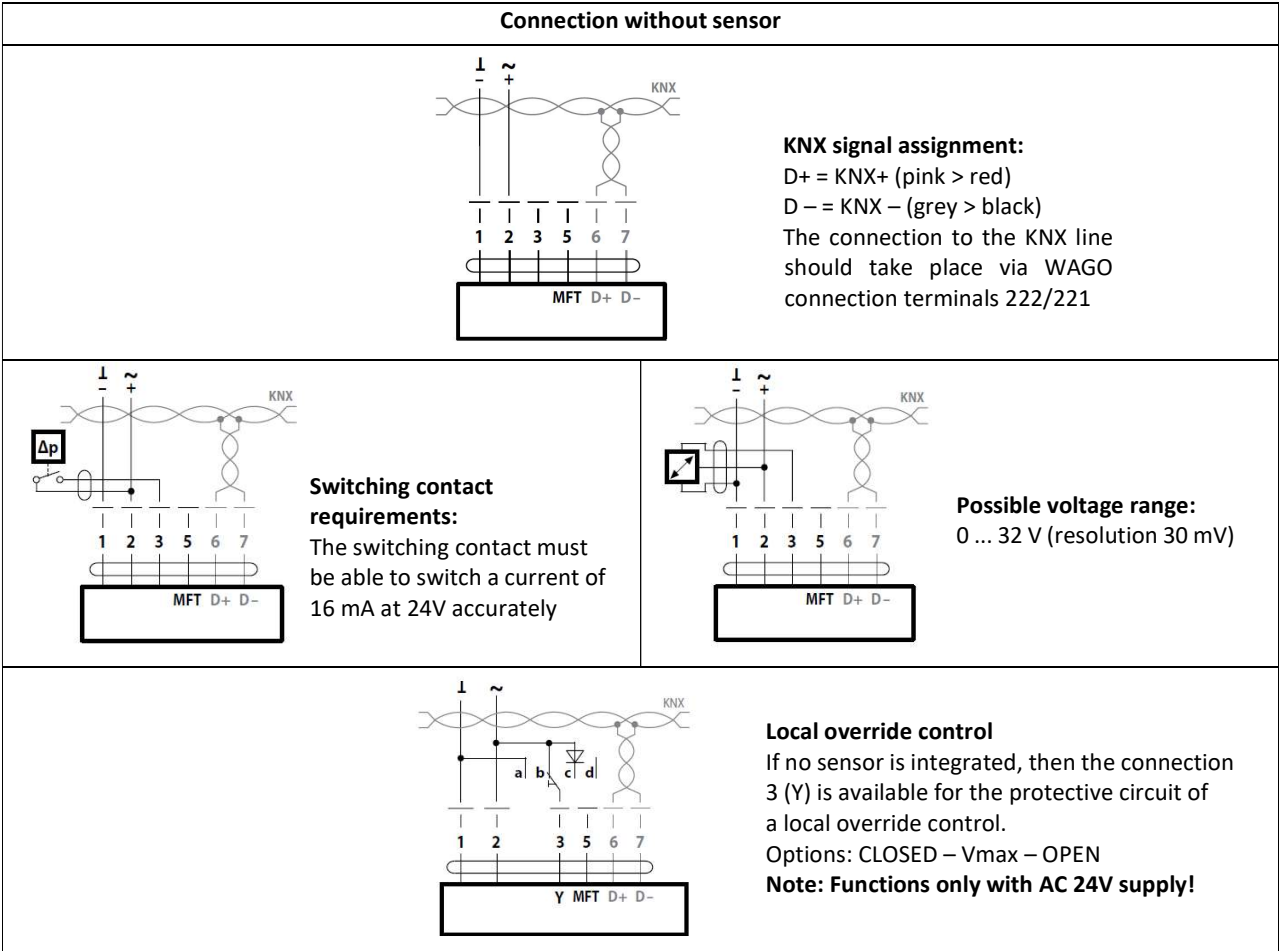 Connection without sensor
⊥ ~
– +
KNX
1 2 3 5 6 7
MFT D+ D–
KNX signal assignment:
D+ = KNX+ (pink > red)
D – = KNX – (grey > black)
The connection to the KNX line
should take place via WAGO
connection terminals 222/221
⊥ ~
– +
KNX
Δp
1 2 3 5 6 7
MFT D+ D–
Switching contact
requirements:
The switching contact must
be able to switch a current of
16 mA at 24V accurately
⊥ ~
– +
KNX
1 2 3 5 6 7
MFT D+ D–
Possible voltage range:
0 ... 32 V (resolution 30 mV)
⊥ ~
KNX
a b c d
1 2 3 5 6 7
Y MFT D+ D–
Local override control
If no sensor is integrated, then the connection
3 (Y) is available for the protective circuit of
a local override control.
Options: CLOSED – Vmax – OPEN
Note: Functions only with AC 24V supply!